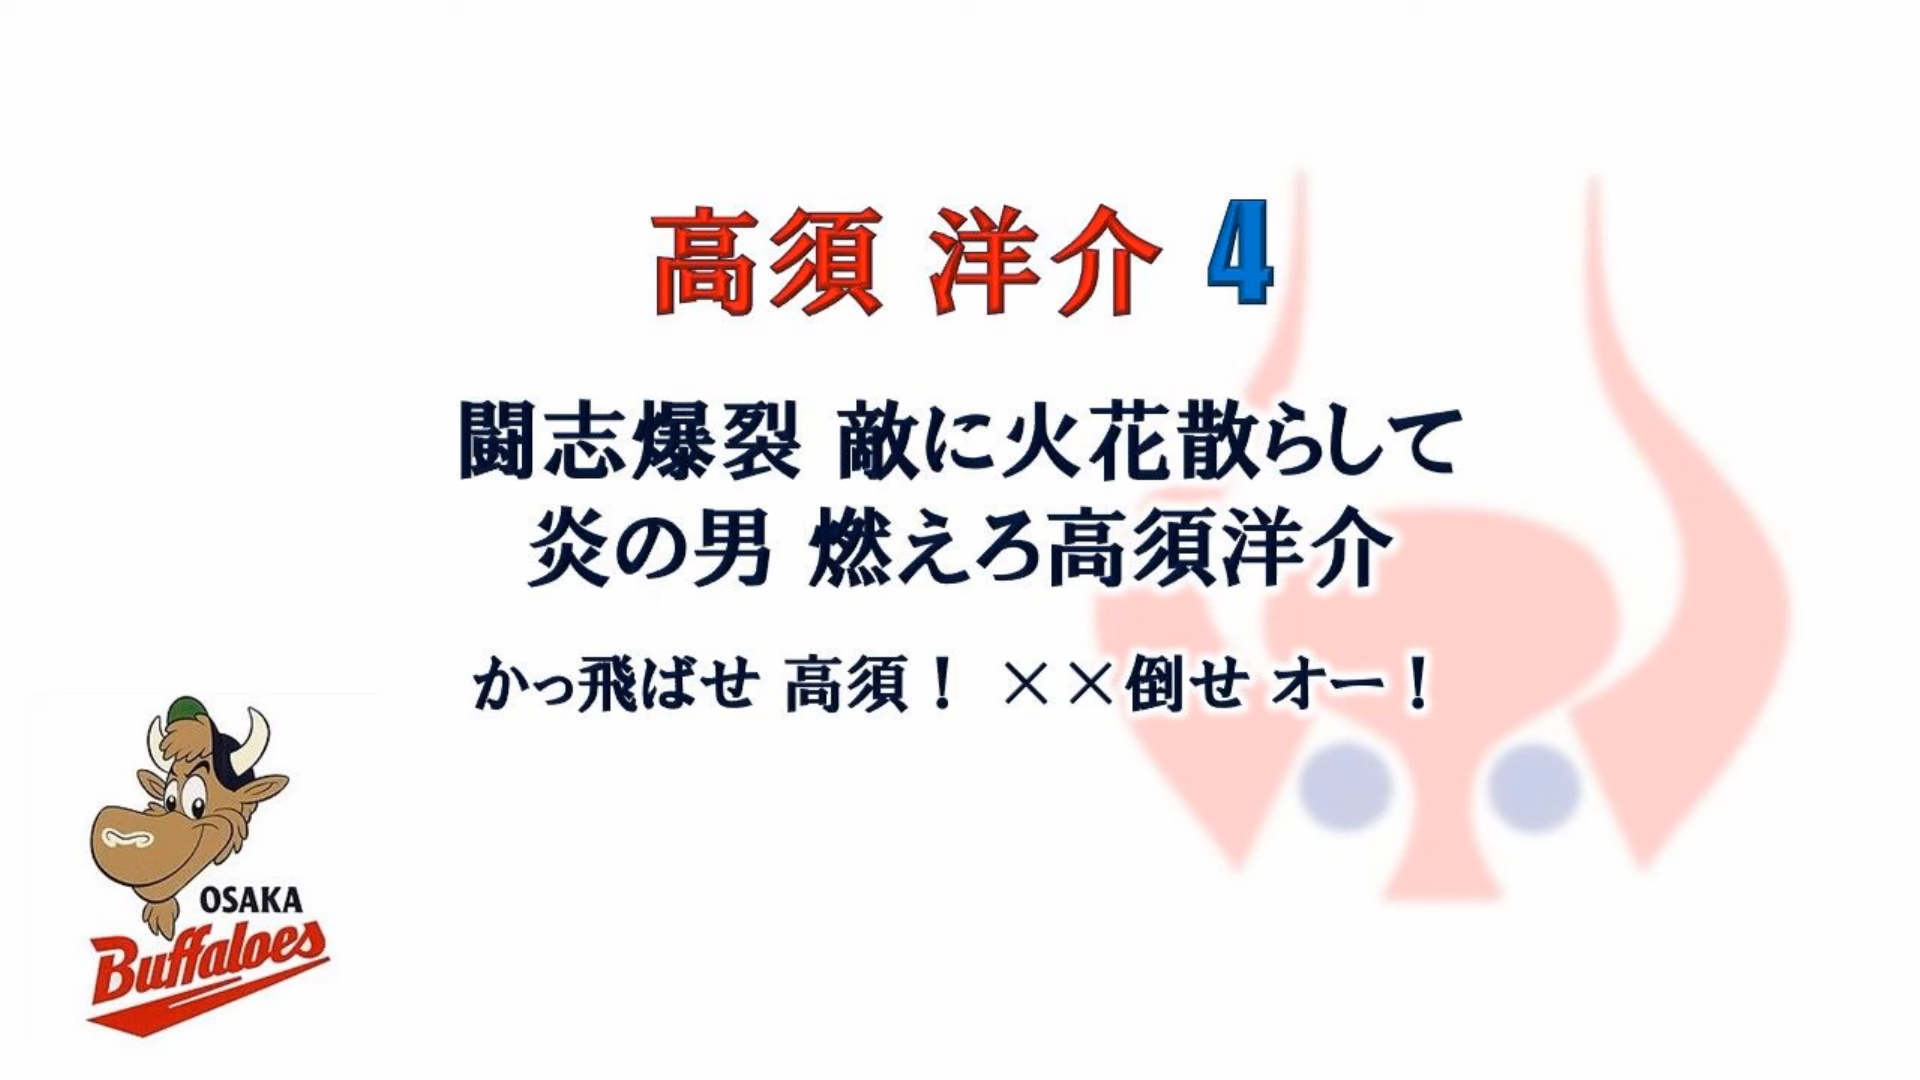 高須 洋介 4
闘志爆裂 敵に火花散らして
炎の男 燃えろ高須洋介
かっ飛ばせ 高須！ ××倒せ オー！
OSAKA
Buffaloes